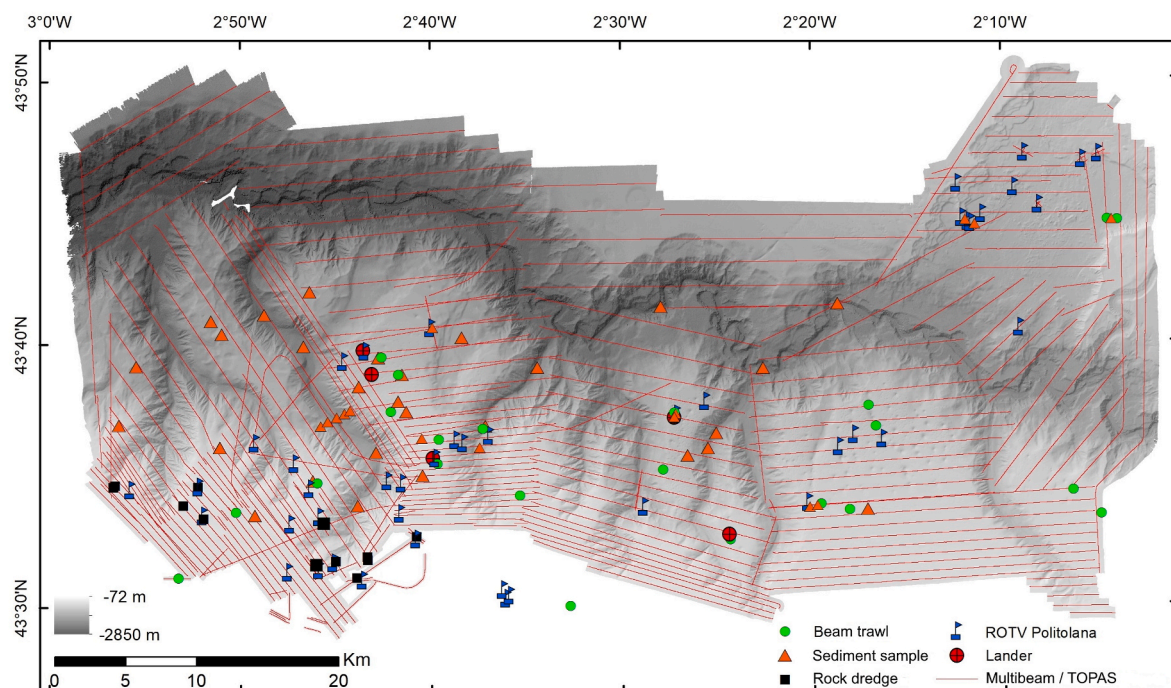 3°0'W 2°50'W 2°40'W 2°30'W 2°20'W 2°10'W
43°50'N
43°40'N
43°30'N
-72 m
-2850 m
Km
0 5 10 20
Beam trawl
Sediment sample
Rock dredge
ROTV Politolana
Lander
Multibeam / TOPAS